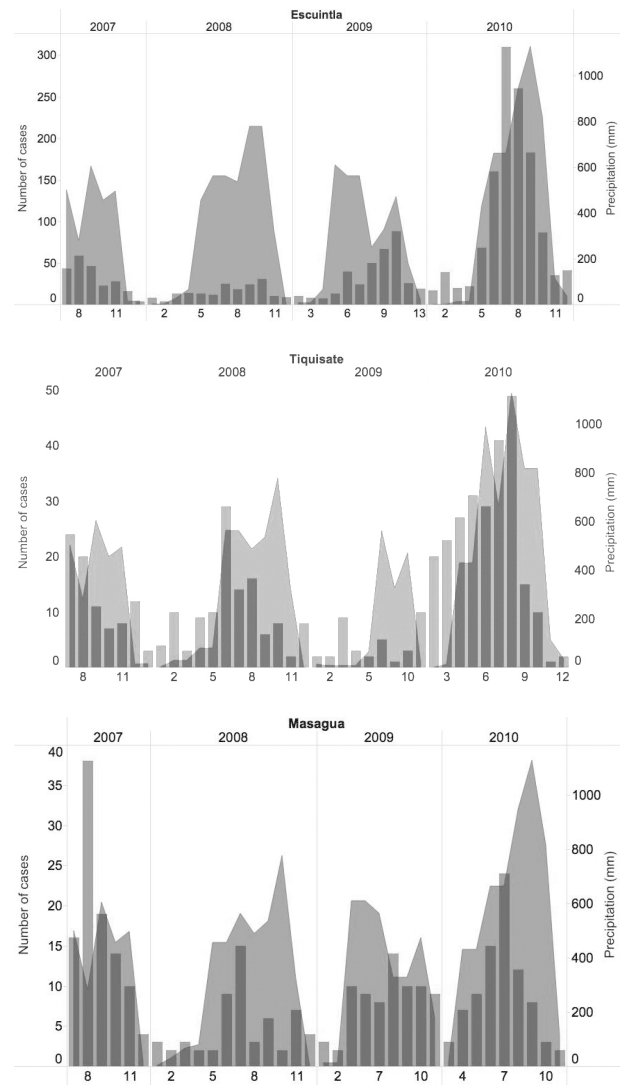 Escuintla
2007 2008 2009 2010
300
250
200
150
100
50
0
Number of cases
1000
800
600
400
200
0
Precipitation (mm)
8 11 2 5 8 11 3 6 9 13 2 5 8 11
Tiquisate
2007 2008 2009 2010
50
40
30
20
10
0
Number of cases
1000
800
600
400
200
0
Precipitation (mm)
8 11 2 5 8 11 2 5 10 3 6 9 12
Masagua
2007 2008 2009 2010
40
35
30
25
20
15
10
5
0
Number of cases
1000
800
600
400
200
0
Precipitation (mm)
8 11 2 5 8 11 2 7 10 4 7 10